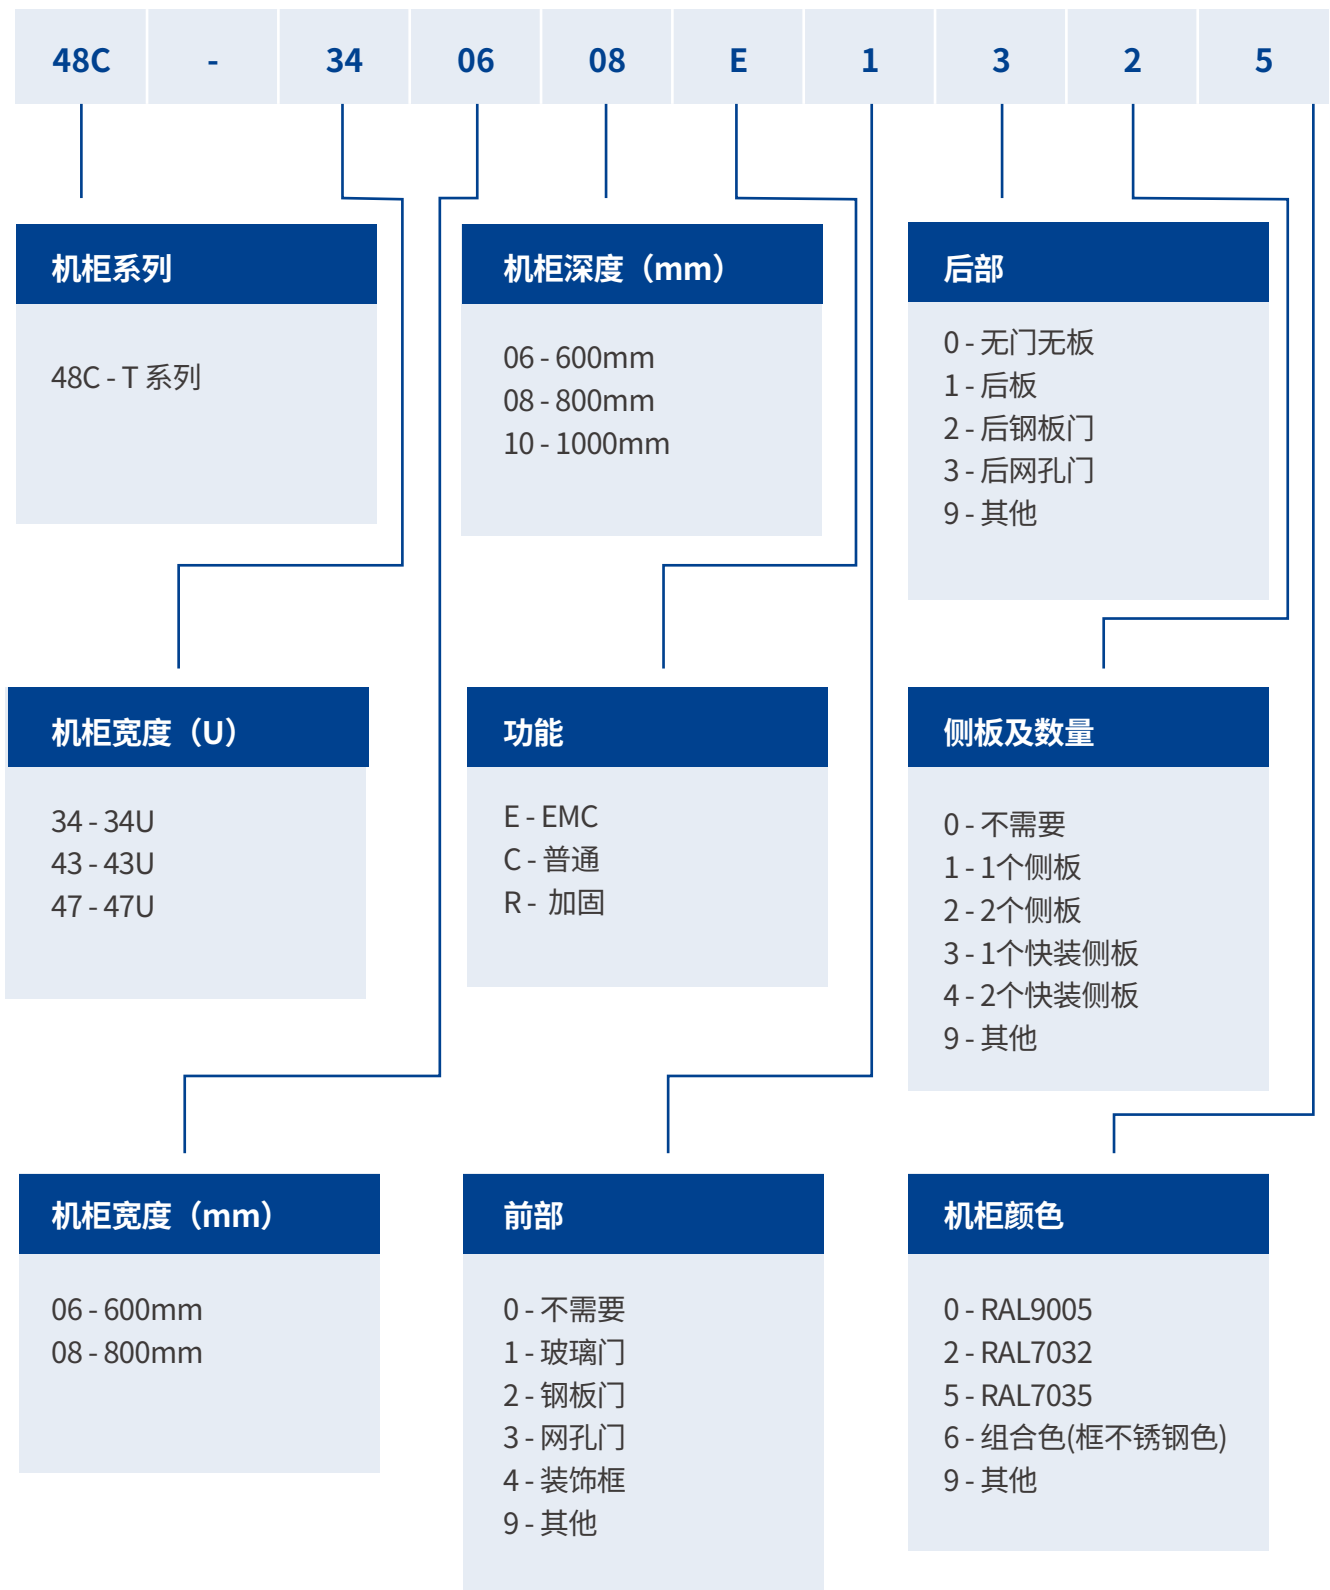 48C - 34 06 08 E 1 3 2 5
机柜系列
48C - T 系列
机柜深度（mm）
06 - 600mm
08 - 800mm
10 - 1000mm
后部
0 - 无门无板
1 - 后板
2 - 后钢板门
3 - 后网孔门
9 - 其他
机柜宽度（U）
34 - 34U
43 - 43U
47 - 47U
功能
E - EMC
C - 普通
R - 加固
侧板及数量
0 - 不需要
1 - 1个侧板
2 - 2个侧板
3 - 1个快装侧板
4 - 2个快装侧板
9 - 其他
机柜宽度（mm）
06 - 600mm
08 - 800mm
前部
0 - 不需要
1 - 玻璃门
2 - 钢板门
3 - 网孔门
4 - 装饰框
9 - 其他
机柜颜色
0 - RAL9005
2 - RAL7032
5 - RAL7035
6 - 组合色(框不锈钢色)
9 - 其他